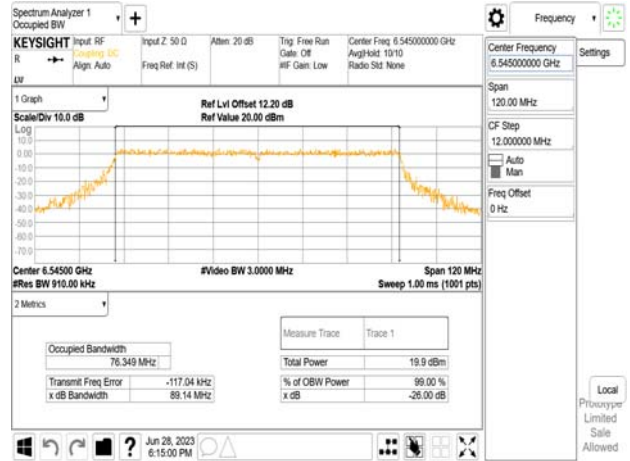 Spectrum Analyzer 1
Occupied BW
+
Frequency
KEYSIGHT Input: RF Input Z: 50 Ω Atten: 20 dB Trig: Free Run Center Freq: 6.545000000 GHz
R Coupling: DC Gate: Off Avg|Hold: 10/10
Align: Auto Freq Ref: Int (S) #IF Gain: Low Radio Std: None
LXI
Center Frequency
6.545000000 GHz
Settings
Span
120.00 MHz
CF Step
12.000000 MHz
Auto
Man
Freq Offset
0 Hz
1 Graph
Ref Lvl Offset 12.20 dB
Scale/Div 10.0 dB Ref Value 20.00 dBm
Log
10.0
0.00
-10.0
-20.0
-30.0
-40.0
-50.0
-60.0
-70.0
Center 6.54500 GHz #Video BW 3.0000 MHz Span 120 MHz
#Res BW 910.00 kHz Sweep 1.00 ms (1001 pts)
2 Metrics
Measure Trace Trace 1
Occupied Bandwidth
76.349 MHz
Total Power 19.9 dBm
Transmit Freq Error -117.04 kHz % of OBW Power 99.00 %
x dB Bandwidth 89.14 MHz x dB -26.00 dB
Local
Prototype
Limited
Sale
Allowed
?
Jun 28, 2023
6:15:00 PM